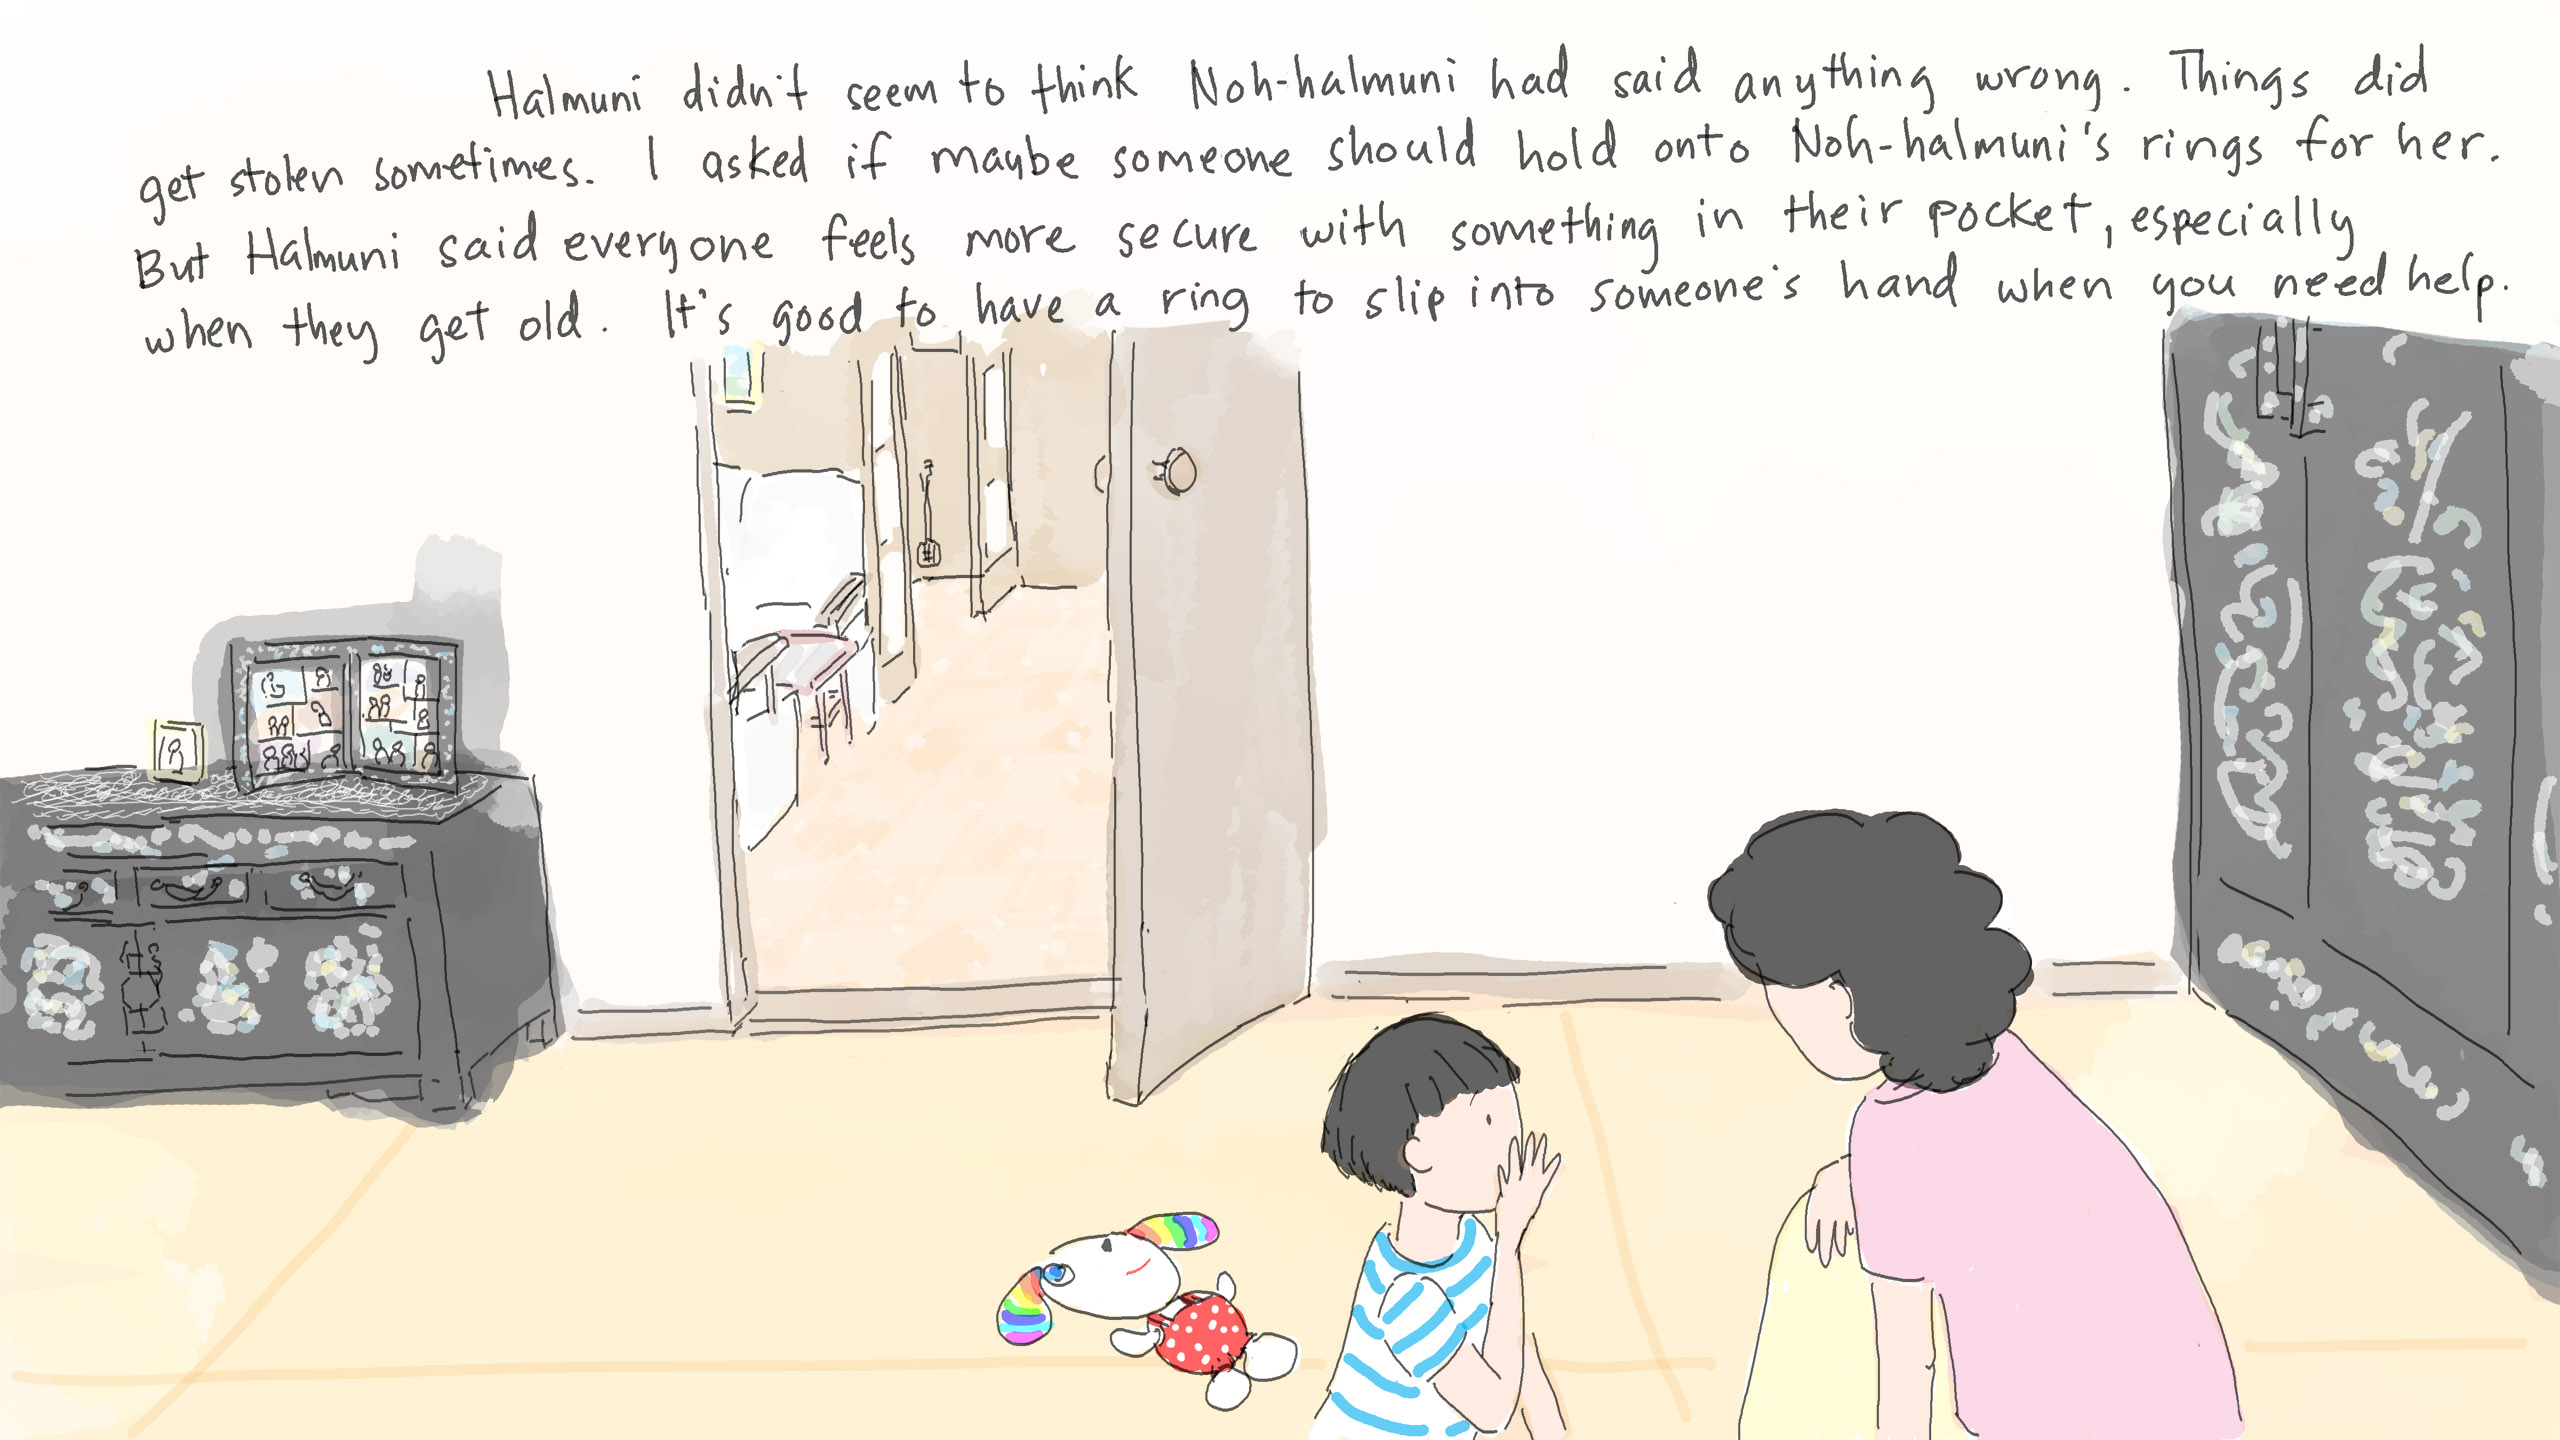 Halmuni didn't seem to think Noh-halmuni had said anything wrong. Things did
get stolen sometimes. I asked if maybe someone should hold onto Noh-halmuni's rings for her.
But Halmuni said everyone feels more secure with something in their pocket, especially
when they get old. It's good to have a ring to slip into someone's hand when you need help.